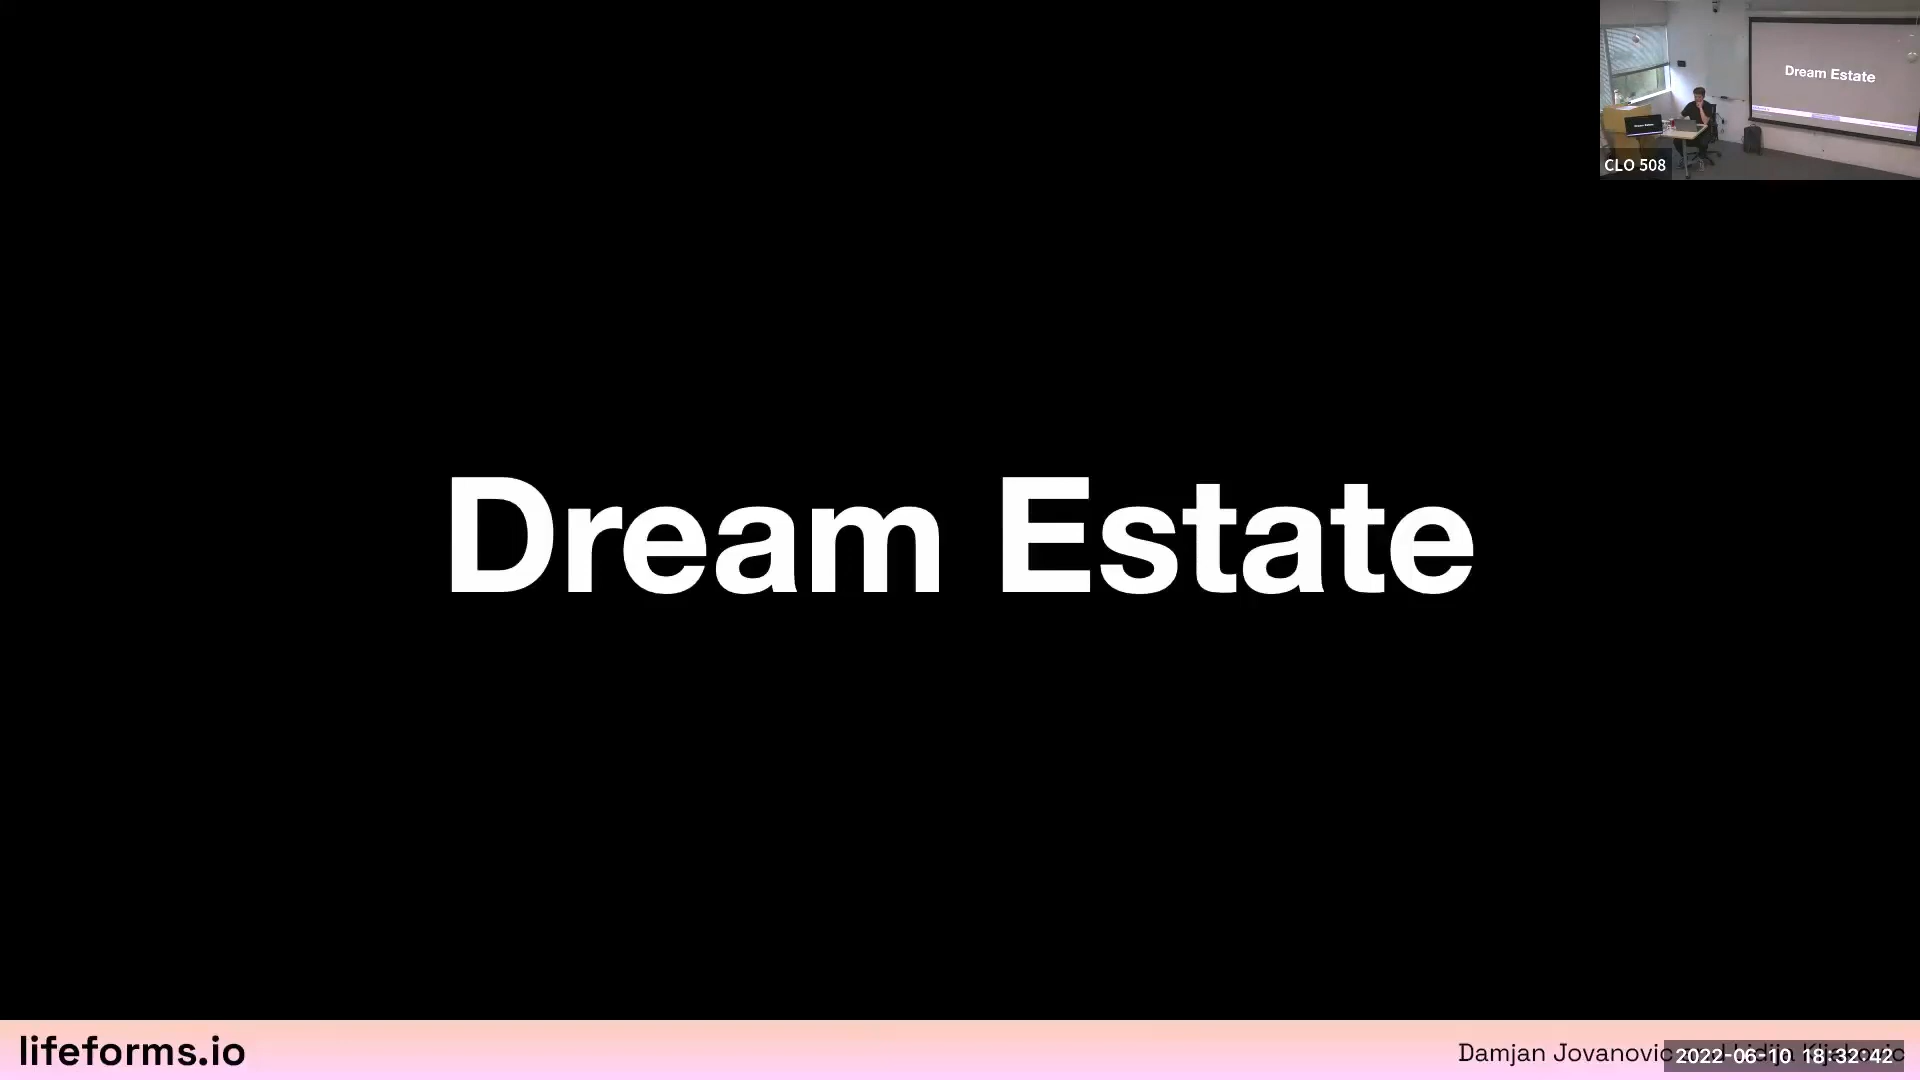 Dream Estate
CLO 508
Dream Estate
lifeforms.io
Damjan Jovanovic
2022-06-10 18:32:42